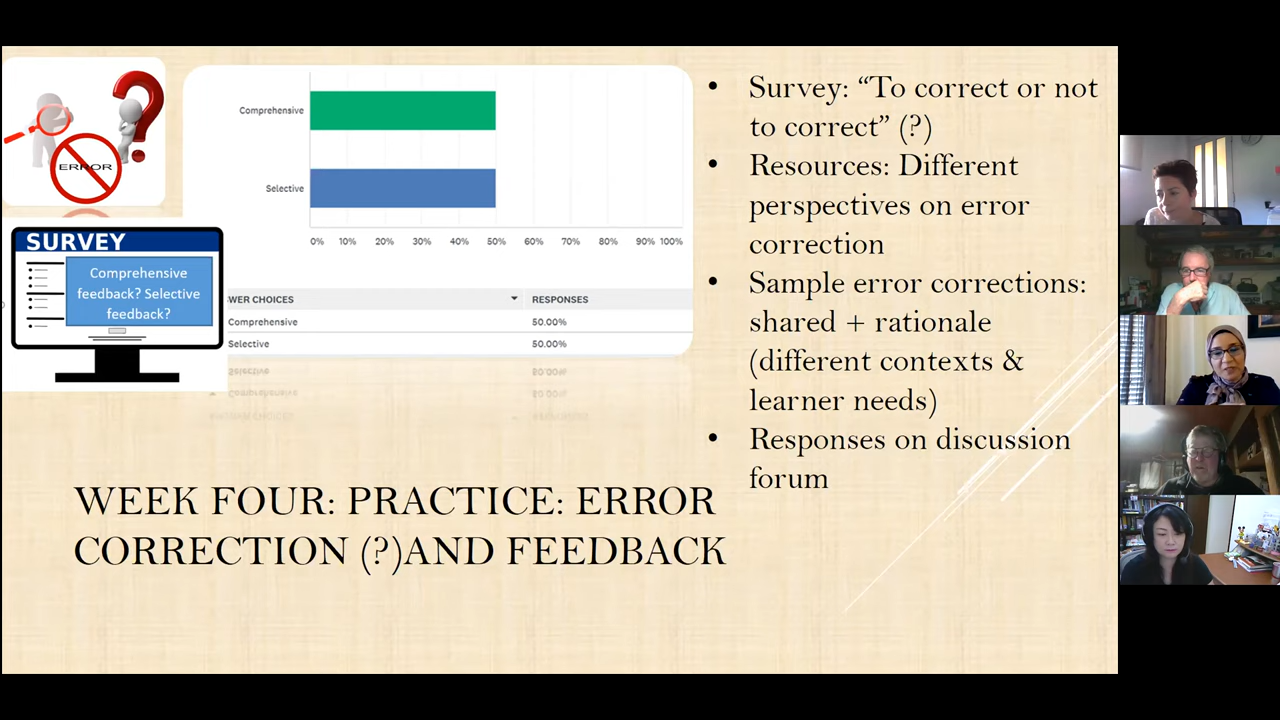 ERROR
SURVEY
Comprehensive
feedback? Selective
feedback?
Comprehensive
Selective
0% 10% 20% 30% 40% 50% 60% 70% 80% 90% 100%
WER CHOICES RESPONSES
Comprehensive 50.00%
Selective 50.00%
• Survey: “To correct or not
to correct” (?)
• Resources: Different
perspectives on error
correction
• Sample error corrections:
shared + rationale
(different contexts &
learner needs)
• Responses on discussion
forum
WEEK FOUR: PRACTICE: ERROR
CORRECTION (?)AND FEEDBACK